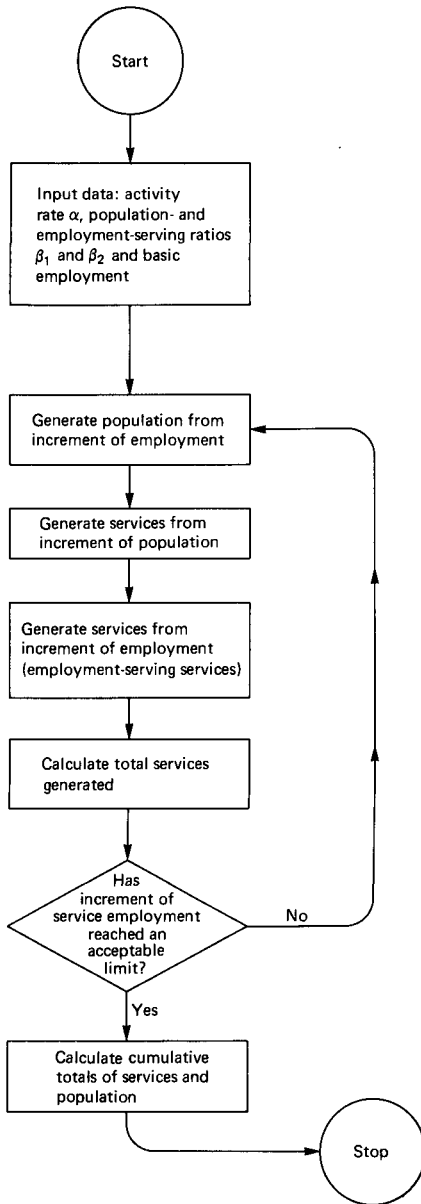 Start
Input data: activity
rate α, population- and
employment-serving ratios
β₁ and β₂ and basic
employment
Generate population from
increment of employment
Generate services from
increment of population
Generate services from
increment of employment
(employment-serving services)
Calculate total services
generated
Has
increment of
service employment
reached an
acceptable
limit?
No
Yes
Calculate cumulative
totals of services and
population
Stop